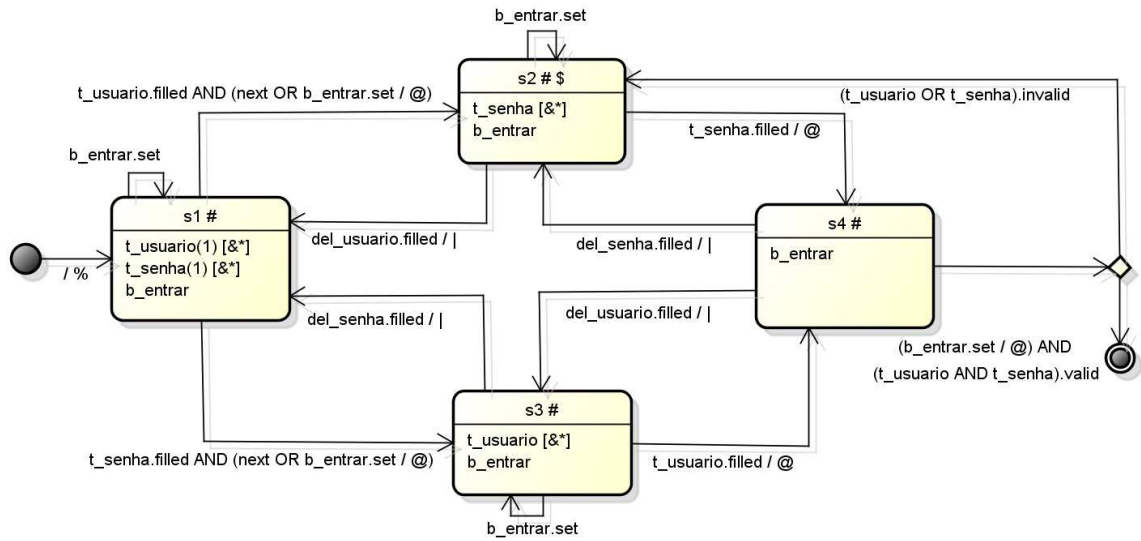 b_entrar.set
s2 # $
t_senha [&*]
b_entrar
t_usuario.filled AND (next OR b_entrar.set / @)
(t_usuario OR t_senha).invalid
t_senha.filled / @
b_entrar.set
s1 #
t_usuario(1) [&*]
t_senha(1) [&*]
b_entrar
/ %
del_usuario.filled / |
del_senha.filled / |
s4 #
b_entrar
del_senha.filled / |
del_usuario.filled / |
(b_entrar.set / @) AND
(t_usuario AND t_senha).valid
s3 #
t_usuario [&*]
b_entrar
t_senha.filled AND (next OR b_entrar.set / @)
t_usuario.filled / @
b_entrar.set